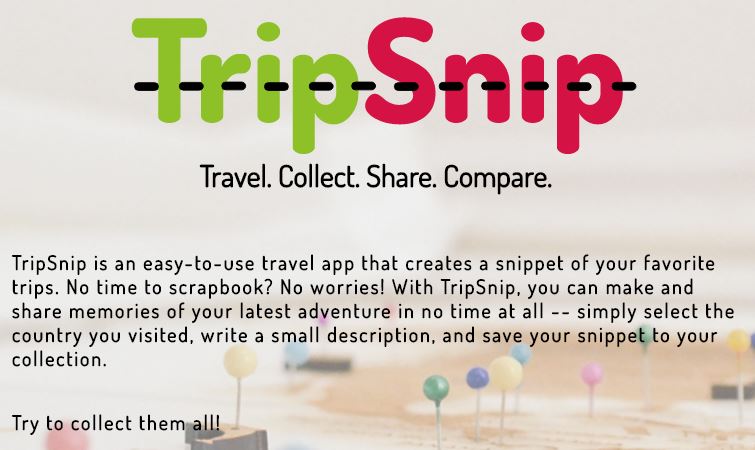 TripSnip
Travel. Collect. Share. Compare.
TripSnip is an easy-to-use travel app that creates a snippet of your favorite
trips. No time to scrapbook? No worries! With TripSnip, you can make and
share memories of your latest adventure in no time at all -- simply select the
country you visited, write a small description, and save your snippet to your
collection.
Try to collect them all!